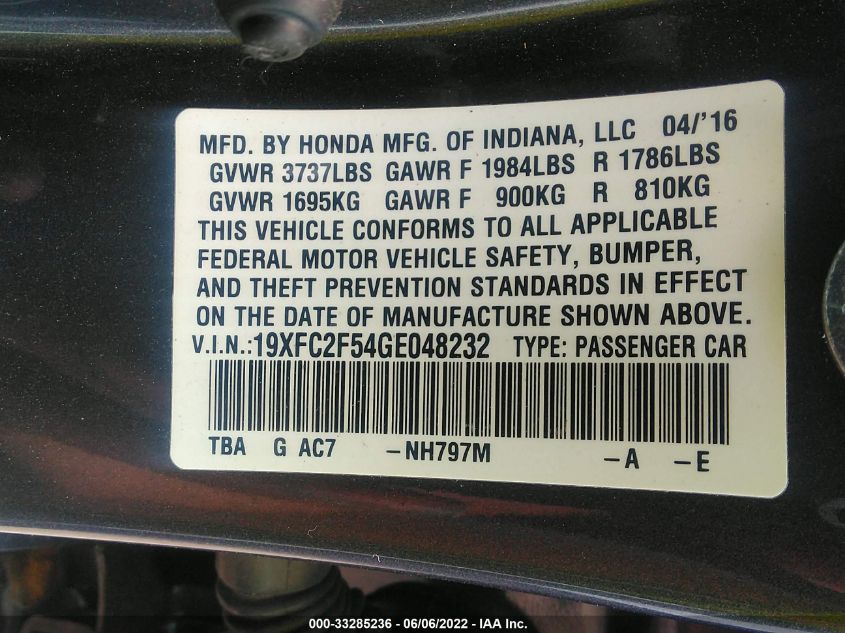 MFD. BY HONDA MFG. OF INDIANA, LLC 04/'16
GVWR 3737LBS GAWR F 1984LBS R 1786LBS
GVWR 1695KG GAWR F 900KG R 810KG
THIS VEHICLE CONFORMS TO ALL APPLICABLE
FEDERAL MOTOR VEHICLE SAFETY, BUMPER,
AND THEFT PREVENTION STANDARDS IN EFFECT
ON THE DATE OF MANUFACTURE SHOWN ABOVE.
V.I.N.:19XFC2F54GE048232 TYPE: PASSENGER CAR
TBA G AC7 -NH797M -A -E
000-33285236 - 06/06/2022 - IAA Inc.